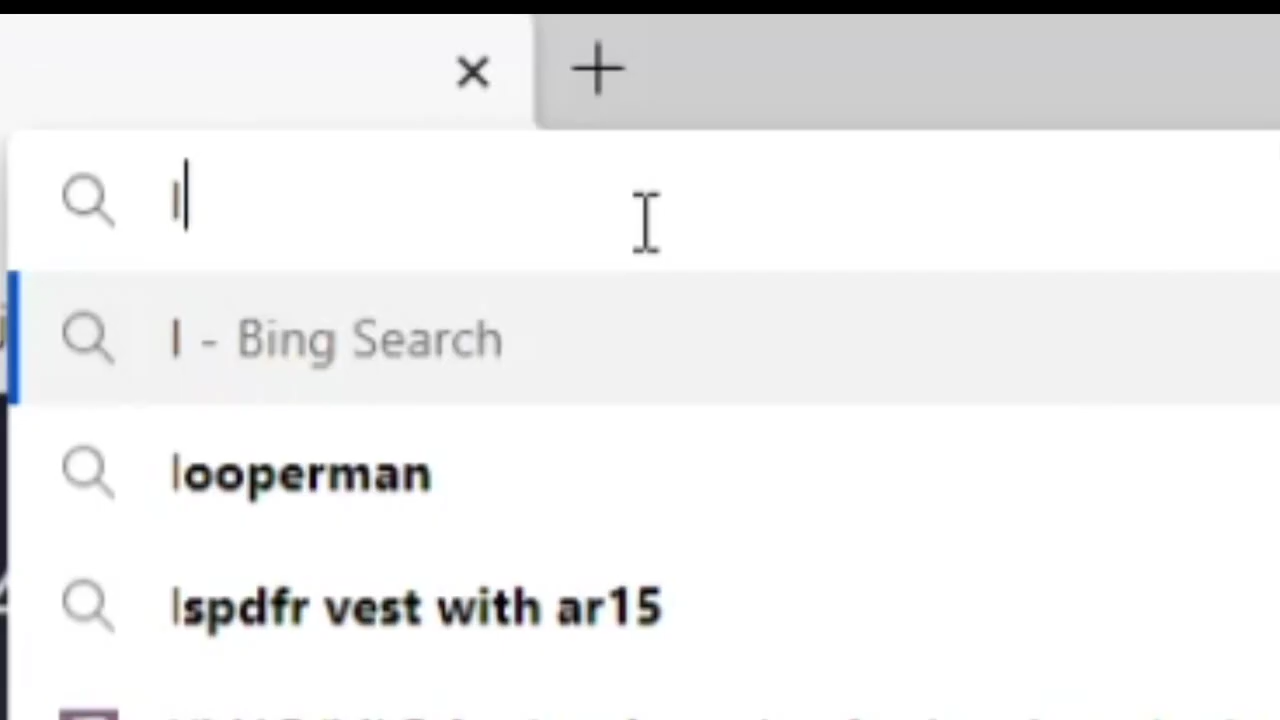 l
l - Bing Search
looperman
lspdfr vest with ar15